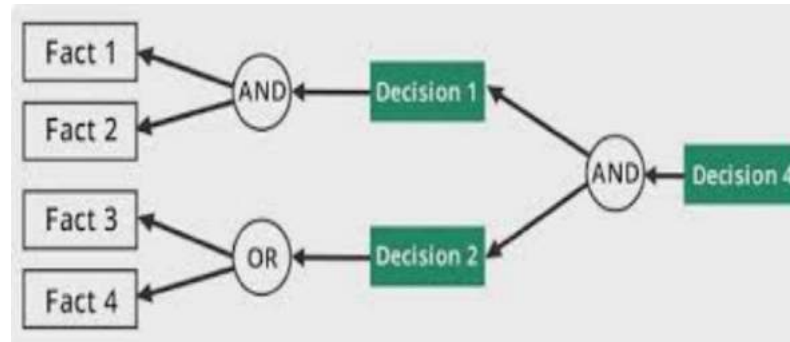 Fact 1
Fact 2
AND
Decision 1
Fact 3
Fact 4
OR
Decision 2
AND
Decision 4